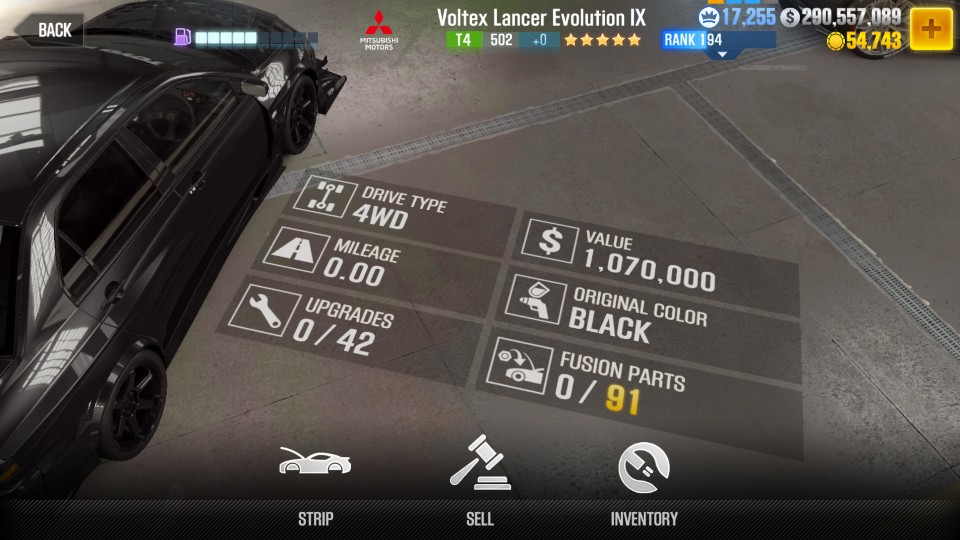 BACK
MITSUBISHI
MOTORS
Voltex Lancer Evolution IX
T4 502 +0
RANK 194
17,255 $ 290,557,089
54,743
+
DRIVE TYPE
4WD
MILEAGE
0.00
UPGRADES
0 / 42
$
VALUE
1,070,000
ORIGINAL COLOR
BLACK
FUSION PARTS
0 / 91
STRIP
SELL
INVENTORY